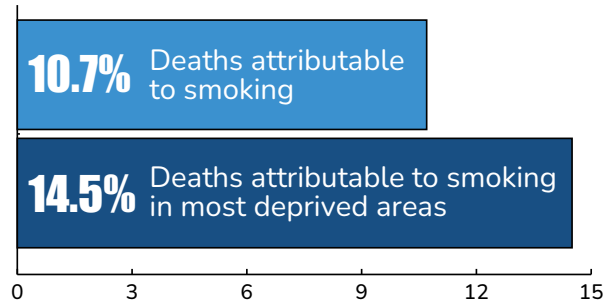 10.7% Deaths attributable
to smoking
14.5% Deaths attributable to smoking
in most deprived areas
0 3 6 9 12 15